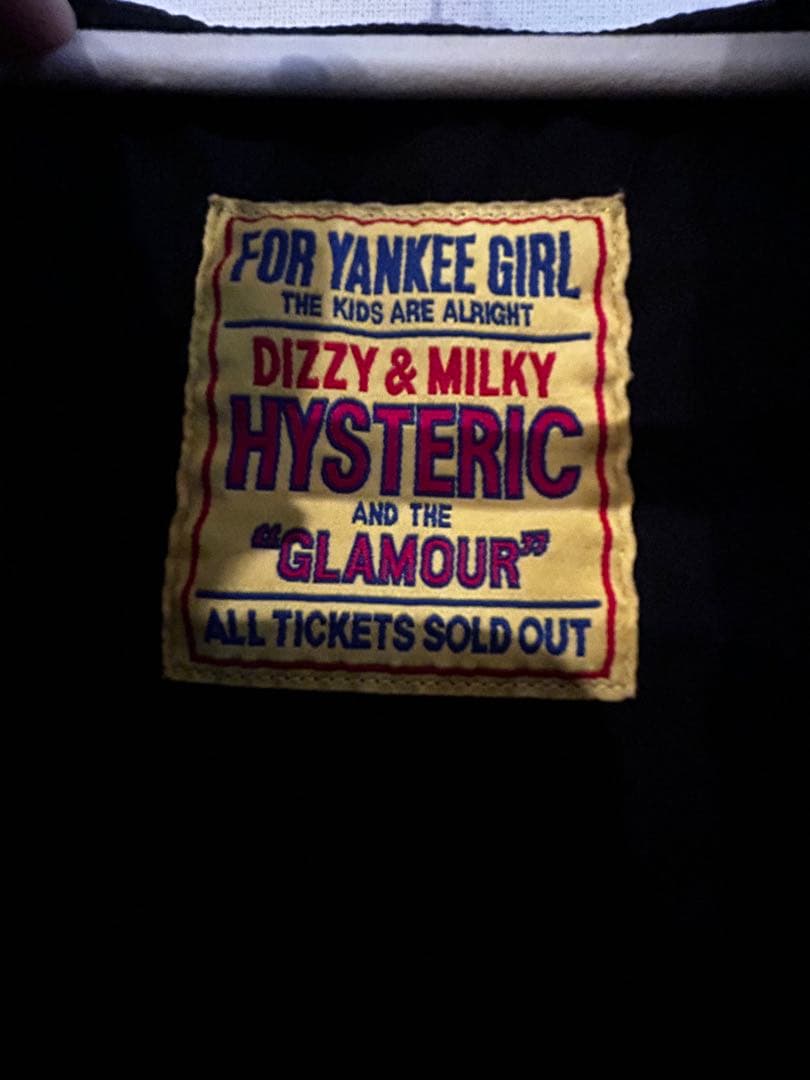 FOR YANKEE GIRL
THE KIDS ARE ALRIGHT
DIZZY & MILKY
HYSTERIC
AND THE
"GLAMOUR"
ALL TICKETS SOLD OUT